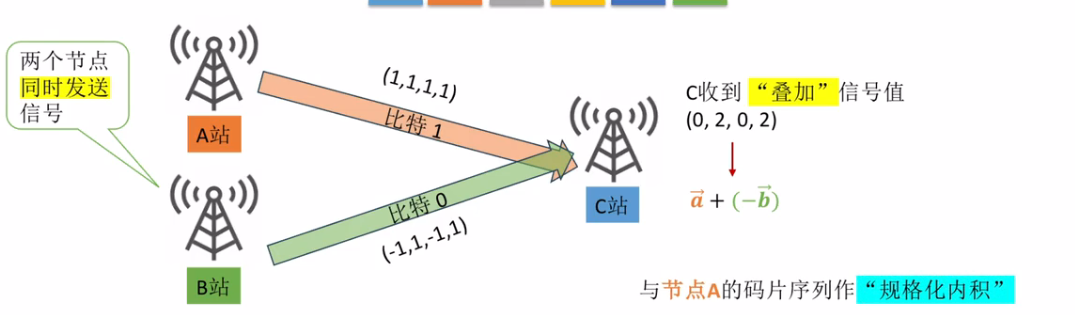 两个节点
同时发送
信号
A站
(1,1,1,1)
比特 1
B站
比特 0
(-1,1,-1,1)
C站
C收到 “叠加” 信号值
(0, 2, 0, 2)
a⃗ + (−b⃗)
与节点A的码片序列作 “规格化内积”